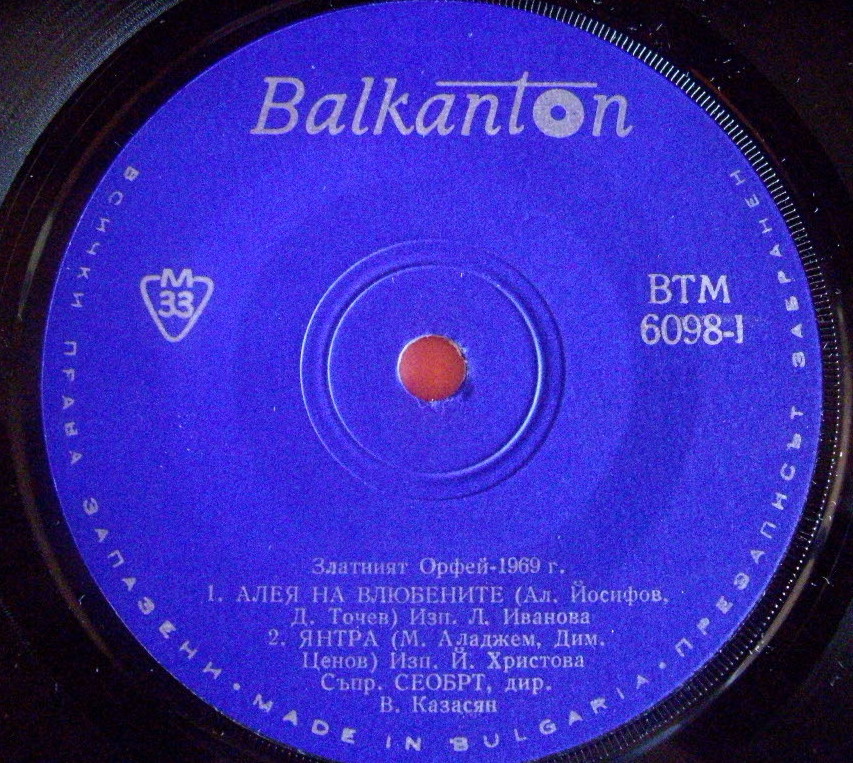 Balkanton
ВСИЧКИ ПРАВА ЗАПАЗЕНИ • MADE IN BULGARIA • ПРЕЗАПИСЪТ ЗАБРАНЕН
M
33
ВТМ
6098-I
Златният Орфей-1969 г.
1. АЛЕЯ НА ВЛЮБЕНИТЕ (Ал. Йосифов,
Д. Точев) Изп. Л. Иванова
2. ЯНТРА (М. Аладжем, Дим.
Ценов) Изп. Й. Христова
Съпр. СЕОБРТ, дир.
В. Казасян